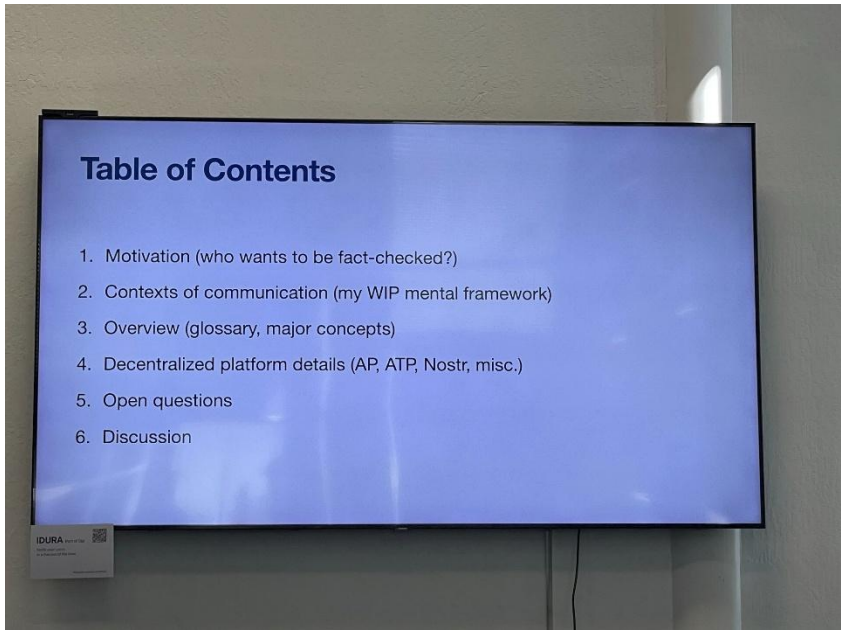 Table of Contents
1. Motivation (who wants to be fact-checked?)
2. Contexts of communication (my WIP mental framework)
3. Overview (glossary, major concepts)
4. Decentralized platform details (AP, ATP, Nostr, misc.)
5. Open questions
6. Discussion
IDURA